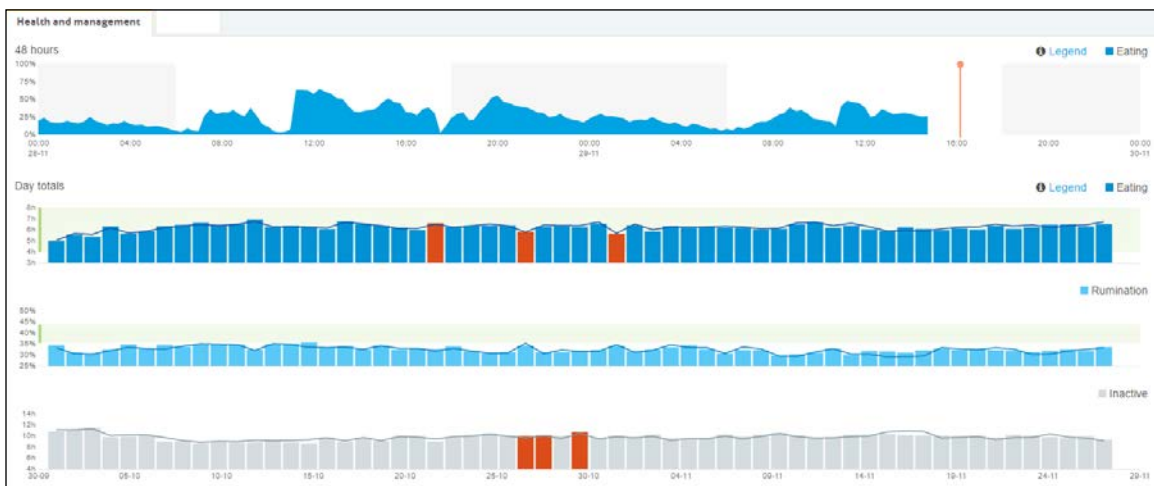 Health and management
48 hours
Legend Eating
100%
75%
50%
25%
0%
00:00 04:00 08:00 12:00 16:00 20:00 00:00 04:00 08:00 12:00 16:00 20:00 00:00
28-11 29-11 30-11
Day totals
Legend Eating
8h
7h
6h
5h
4h
3h
Rumination
50%
45%
40%
35%
30%
25%
Inactive
14h
12h
10h
8h
6h
4h
30-09 05-10 10-10 15-10 20-10 25-10 30-10 04-11 09-11 14-11 19-11 24-11 29-11